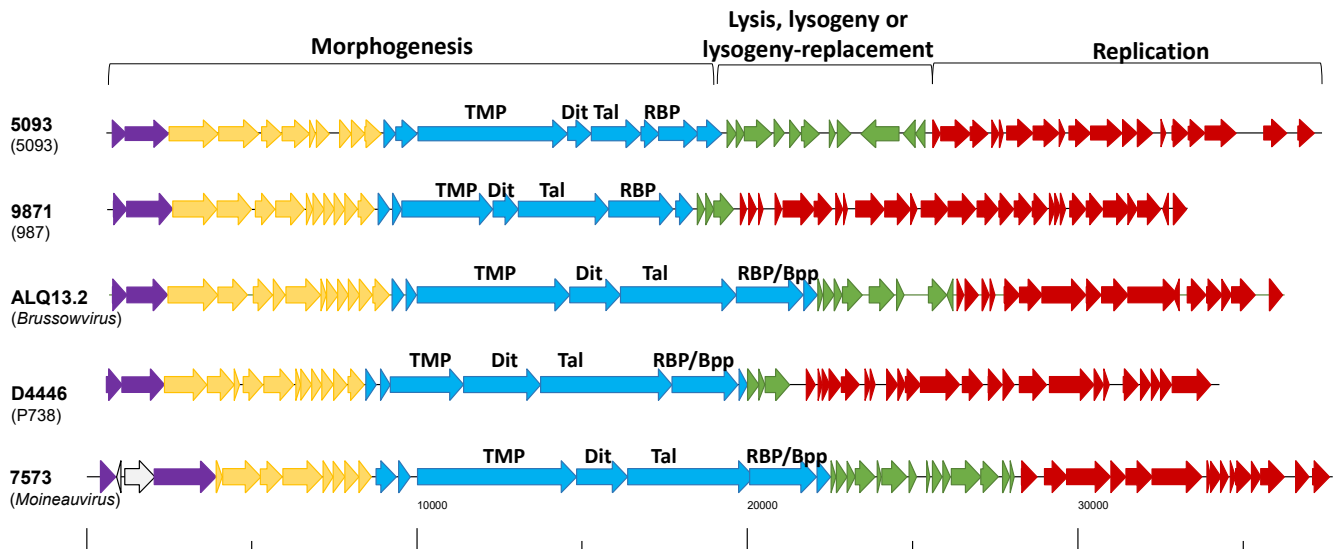 Morphogenesis
Lysis, lysogeny or
lysogeny-replacement
Replication
5093
(5093)
TMP Dit Tal RBP
9871
(987)
TMP Dit Tal RBP
ALQ13.2
(Brussowvirus)
TMP Dit Tal RBP/Bpp
D4446
(P738)
TMP Dit Tal RBP/Bpp
7573
(Moineauvirus)
TMP Dit Tal RBP/Bpp
10000 20000 30000